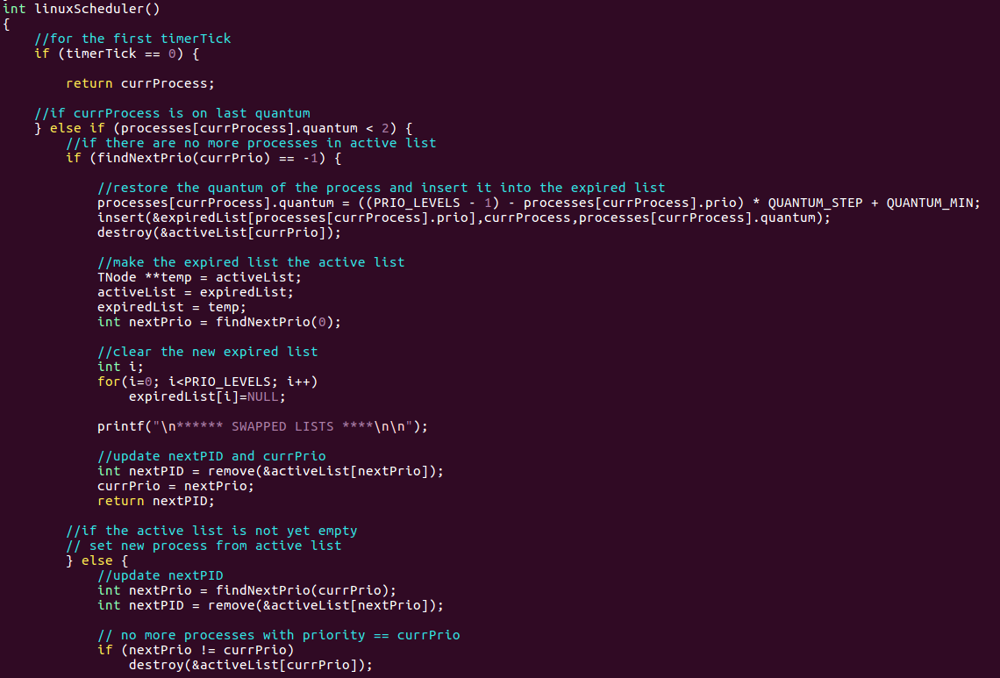 int linuxScheduler()
{
    //for the first timerTick
    if (timerTick == 0) {

        return currProcess;

    //if currProcess is on last quantum
    } else if (processes[currProcess].quantum < 2) {
        //if there are no more processes in active list
        if (findNextPrio(currPrio) == -1) {

            //restore the quantum of the process and insert it into the expired list
            processes[currProcess].quantum = ((PRIO_LEVELS - 1) - processes[currProcess].prio) * QUANTUM_STEP + QUANTUM_MIN;
            insert(&expiredList[processes[currProcess].prio],currProcess,processes[currProcess].quantum);
            destroy(&activeList[currPrio]);

            //make the expired list the active list
            TNode **temp = activeList;
            activeList = expiredList;
            expiredList = temp;
            int nextPrio = findNextPrio(0);

            //clear the new expired list
            int i;
            for(i=0; i<PRIO_LEVELS; i++)
                expiredList[i]=NULL;

            printf("\n****** SWAPPED LISTS ****\n\n");

            //update nextPID and currPrio
            int nextPID = remove(&activeList[nextPrio]);
            currPrio = nextPrio;
            return nextPID;

        //if the active list is not yet empty
        // set new process from active list
        } else {
            //update nextPID
            int nextPrio = findNextPrio(currPrio);
            int nextPID = remove(&activeList[nextPrio]);

            // no more processes with priority == currPrio
            if (nextPrio != currPrio)
                destroy(&activeList[currPrio]);